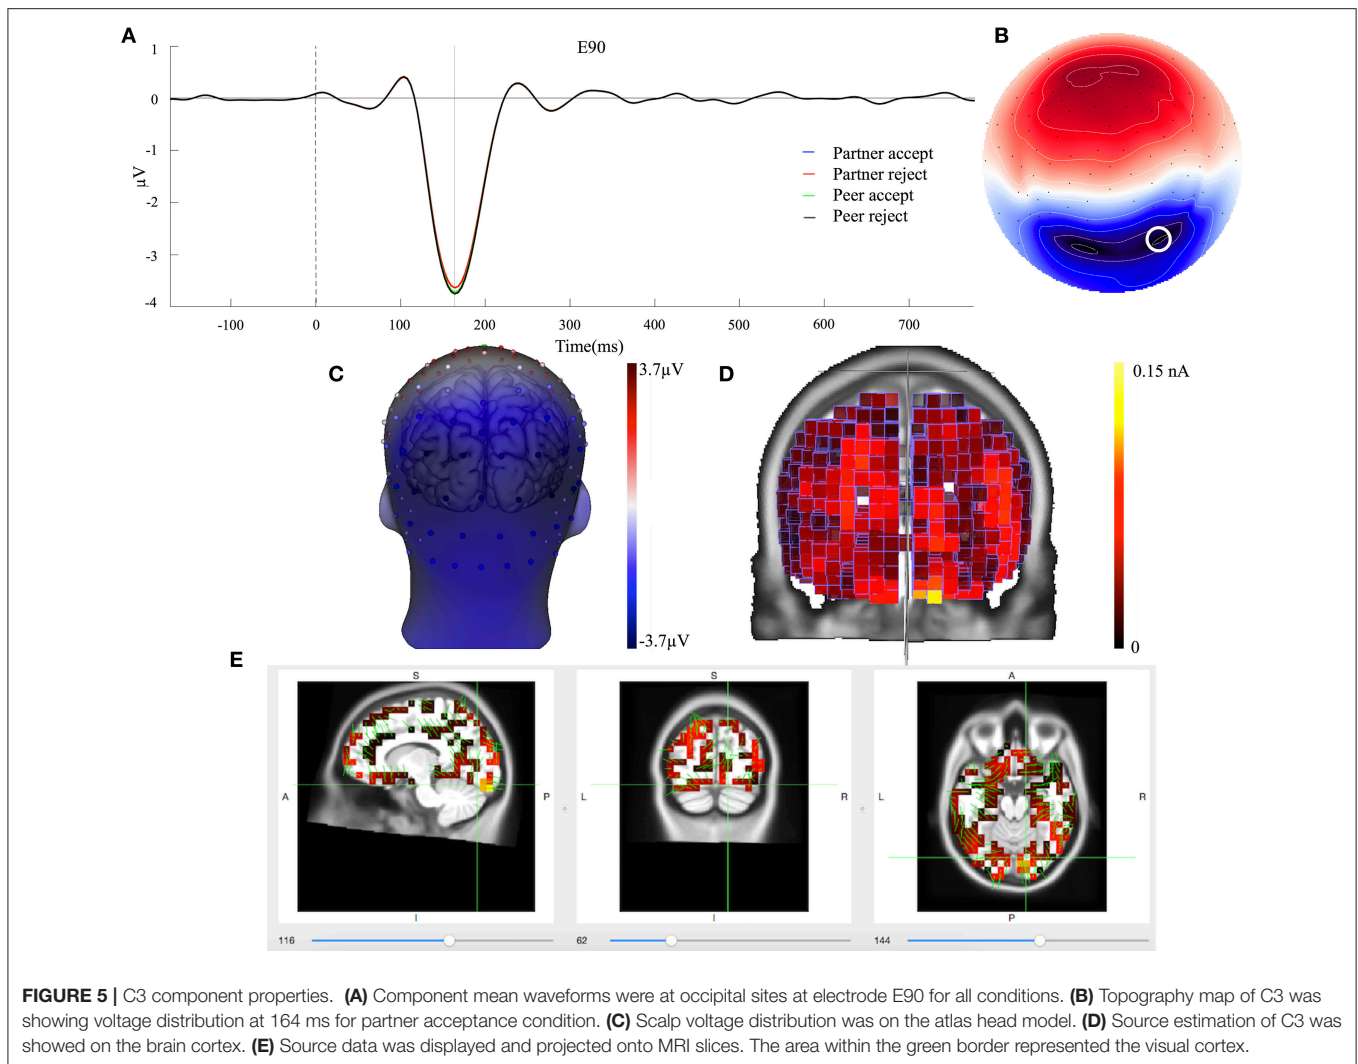 A
E90
B
1
0
-1
-2
-3
-4
µV
Partner accept
Partner reject
Peer accept
Peer reject
-100 0 100 200 300 400 500 600 700
Time(ms)
C
3.7µV
-3.7µV
D
0.15 nA
0
E
S
A
P
I
S
L
R
I
A
L
R
P
116
62
144
FIGURE 5 | C3 component properties. (A) Component mean waveforms were at occipital sites at electrode E90 for all conditions. (B) Topography map of C3 was
showing voltage distribution at 164 ms for partner acceptance condition. (C) Scalp voltage distribution was on the atlas head model. (D) Source estimation of C3 was
showed on the brain cortex. (E) Source data was displayed and projected onto MRI slices. The area within the green border represented the visual cortex.